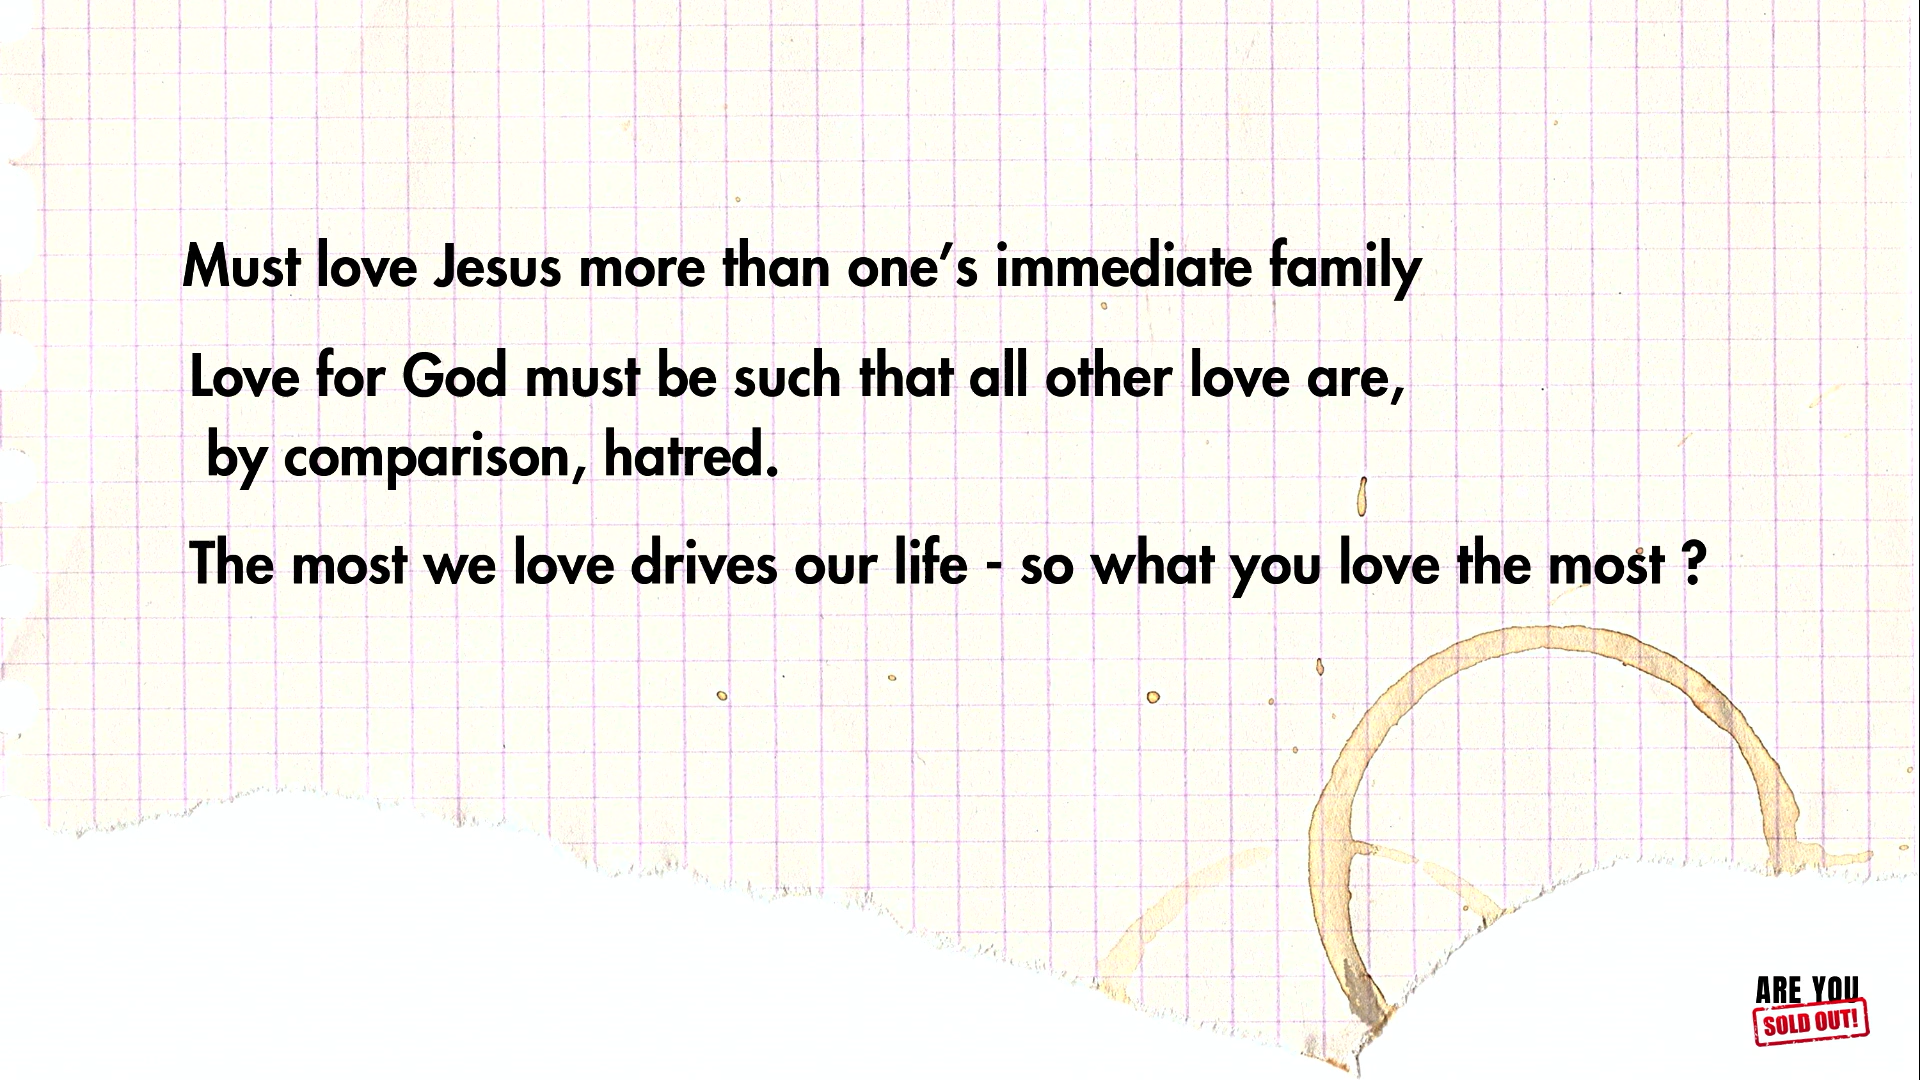 Must love Jesus more than one’s immediate family
Love for God must be such that all other love are,
by comparison, hatred.
The most we love drives our life - so what you love the most ?
ARE YOU
SOLD OUT!